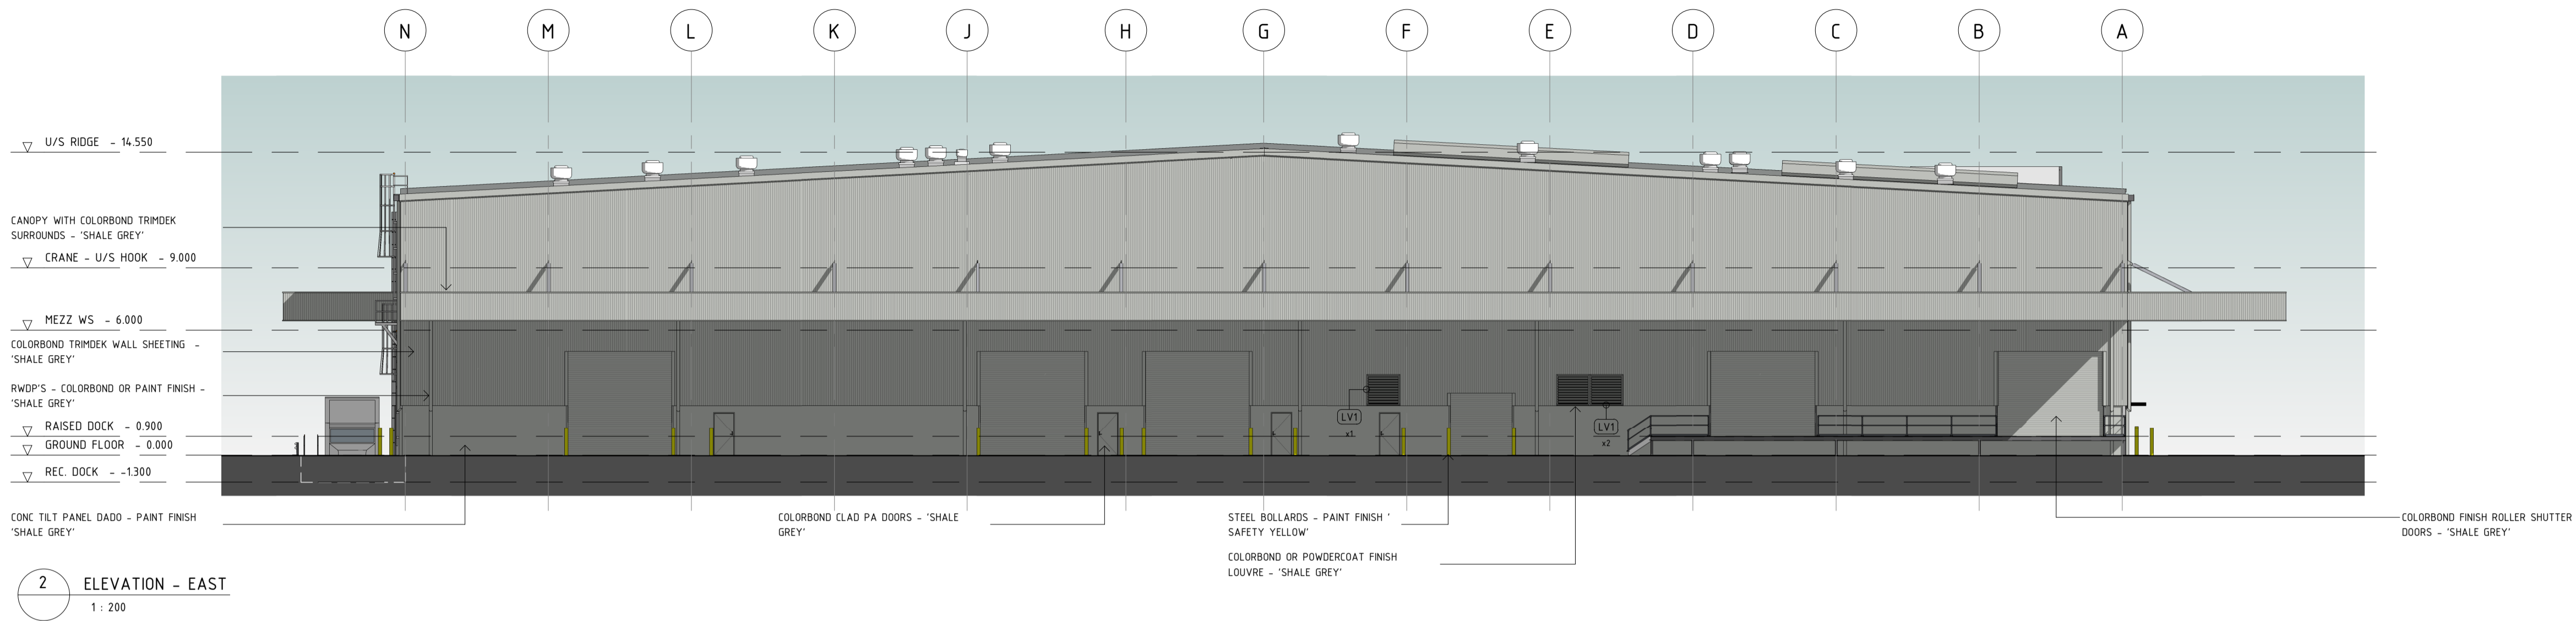 N M L K J H G F E D C B A
U/S RIDGE - 14.550
CANOPY WITH COLORBOND TRIMDEK
SURROUNDS - 'SHALE GREY'
CRANE - U/S HOOK - 9.000
MEZZ WS - 6.000
COLORBOND TRIMDEK WALL SHEETING -
'SHALE GREY'
RWDP'S - COLORBOND OR PAINT FINISH -
'SHALE GREY'
LV1
x1
LV1
x2
RAISED DOCK - 0.900
GROUND FLOOR - 0.000
REC. DOCK - -1.300
CONC TILT PANEL DADO - PAINT FINISH
'SHALE GREY'
COLORBOND CLAD PA DOORS - 'SHALE
GREY'
STEEL BOLLARDS - PAINT FINISH '
SAFETY YELLOW'
COLORBOND OR POWDERCOAT FINISH
LOUVRE - 'SHALE GREY'
COLORBOND FINISH ROLLER SHUTTER
DOORS - 'SHALE GREY'
2 ELEVATION - EAST
1 : 200